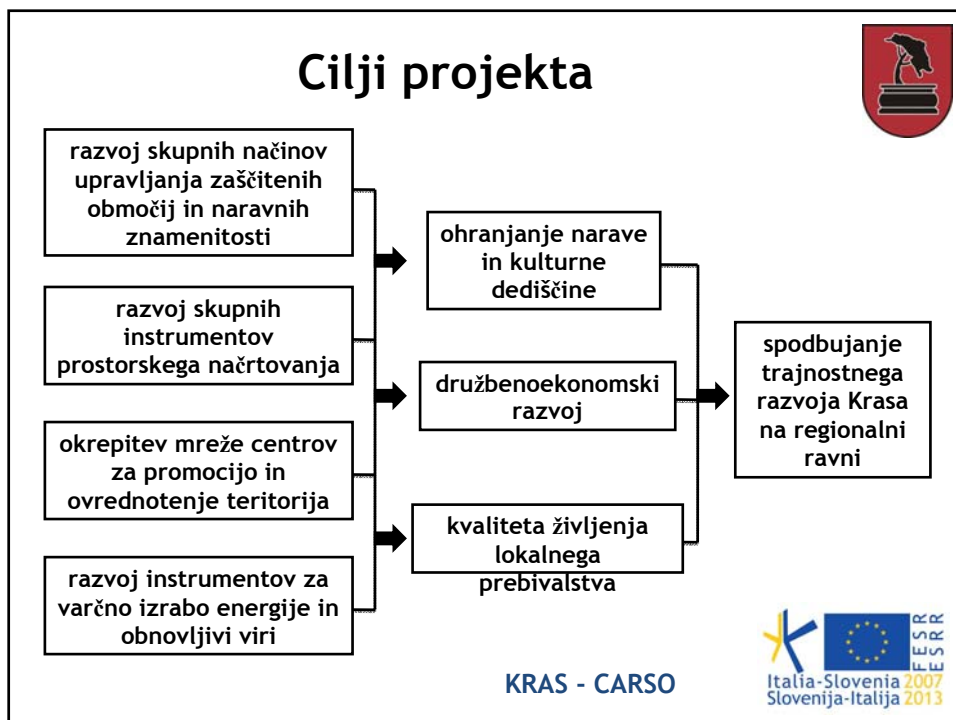 Cilji projekta
razvoj skupnih načinov
upravljanja zaščitenih
območij in naravnih
znamenitosti
razvoj skupnih
instrumentov
prostorskega načrtovanja
okrepitev mreže centrov
za promocijo in
ovrednotenje teritorija
razvoj instrumentov za
varčno izrabo energije in
obnovljivi viri
ohranjanje narave
in kulturne
dediščine
družbenoekonomski
razvoj
kvaliteta življenja
lokalnega
prebivalstva
spodbujanje
trajnostnega
razvoja Krasa
na regionalni
ravni
KRAS - CARSO
FESR
FESR
Italia-Slovenia 2007
Slovenija-Italija 2013